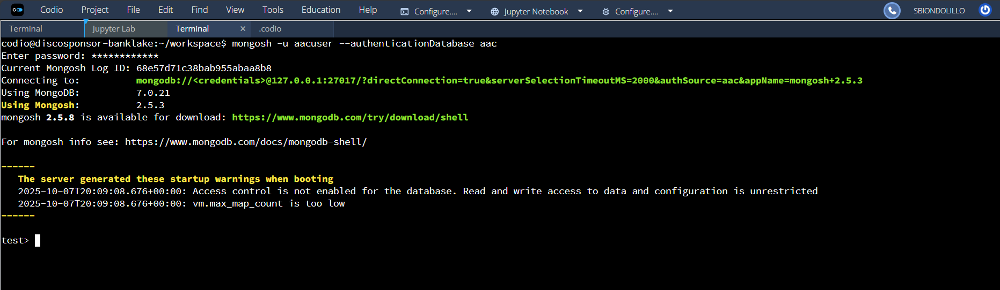 Codio Project File Edit Find View Tools Education Help Configure.... Jupyter Notebook Configure.... SBIONDOLILLO
Terminal Jupyter Lab Terminal × .codio
codio@discosponsor-banklake:~/workspace$ mongosh -u aacuser --authenticationDatabase aac
Enter password: ************
Current Mongosh Log ID: 68e57d71c38bab955abaa8b8
Connecting to: mongodb://<credentials>@127.0.0.1:27017/?directConnection=true&serverSelectionTimeoutMS=2000&authSource=aac&appName=mongosh+2.5.3
Using MongoDB: 7.0.21
Using Mongosh: 2.5.3
mongosh 2.5.8 is available for download: https://www.mongodb.com/try/download/shell
For mongosh info see: https://www.mongodb.com/docs/mongodb-shell/
------
The server generated these startup warnings when booting
2025-10-07T20:09:08.676+00:00: Access control is not enabled for the database. Read and write access to data and configuration is unrestricted
2025-10-07T20:09:08.676+00:00: vm.max_map_count is too low
------
test>